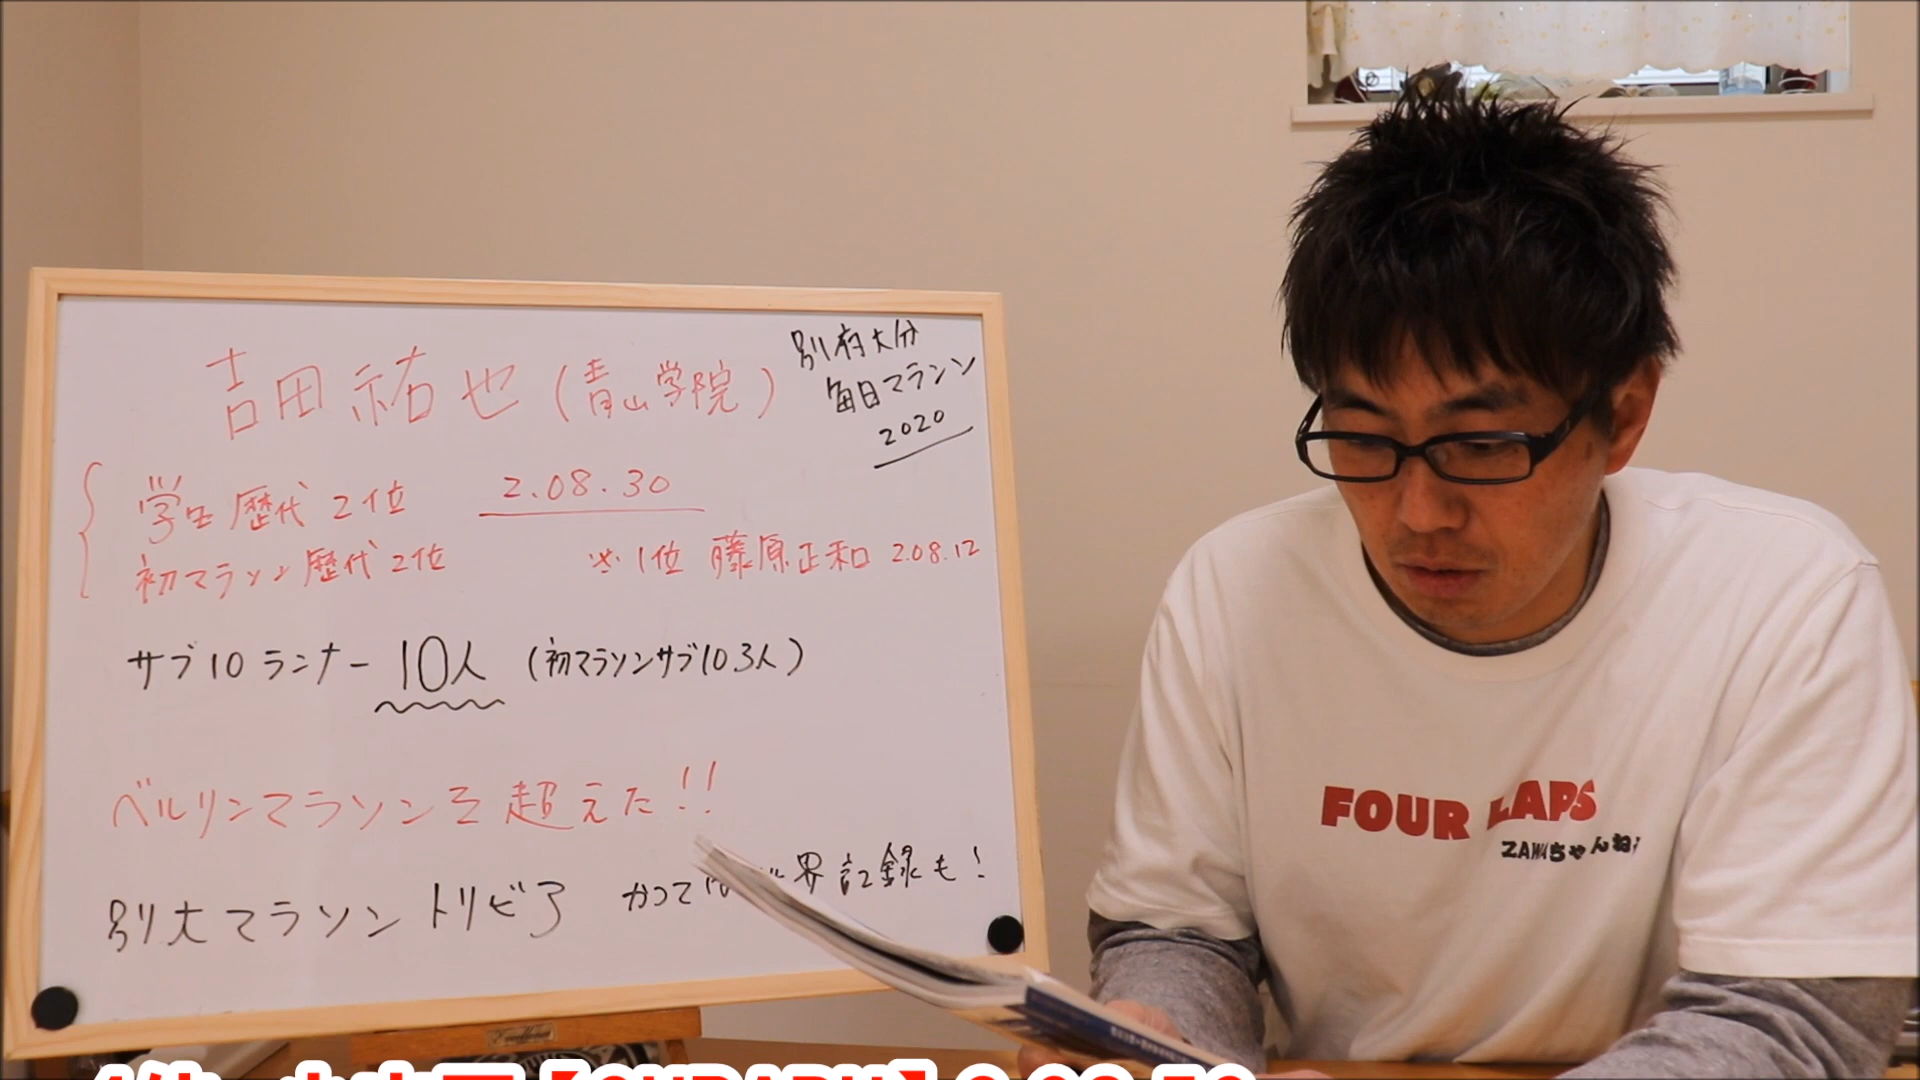 吉田祐也(青山学院)
別府大分
毎日マラソン
2020
学生歴代2位 2.08.30
初マラソン歴代2位 ※1位 藤原正和 2.08.12
サブ10ランナー 10人 (初マラソンサブ10 3人)
ベルリンマラソンを超えた!!
別大マラソントリビア かつて 世界記録も!
FOUR LAPS
ZAWAちゃんねる